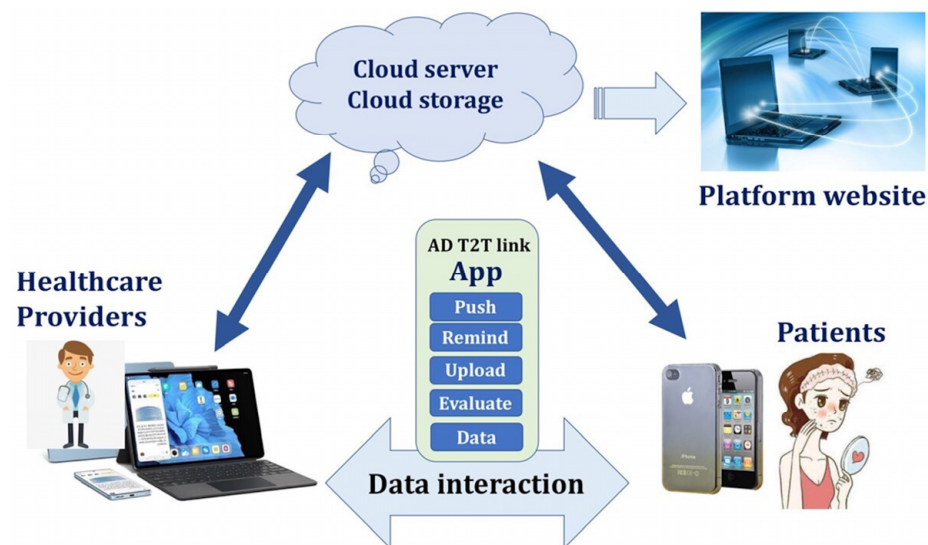 Cloud server
Cloud storage
Platform website
AD T2T link
App
Push
Remind
Upload
Evaluate
Data
Healthcare
Providers
Patients
iPhone
Data interaction